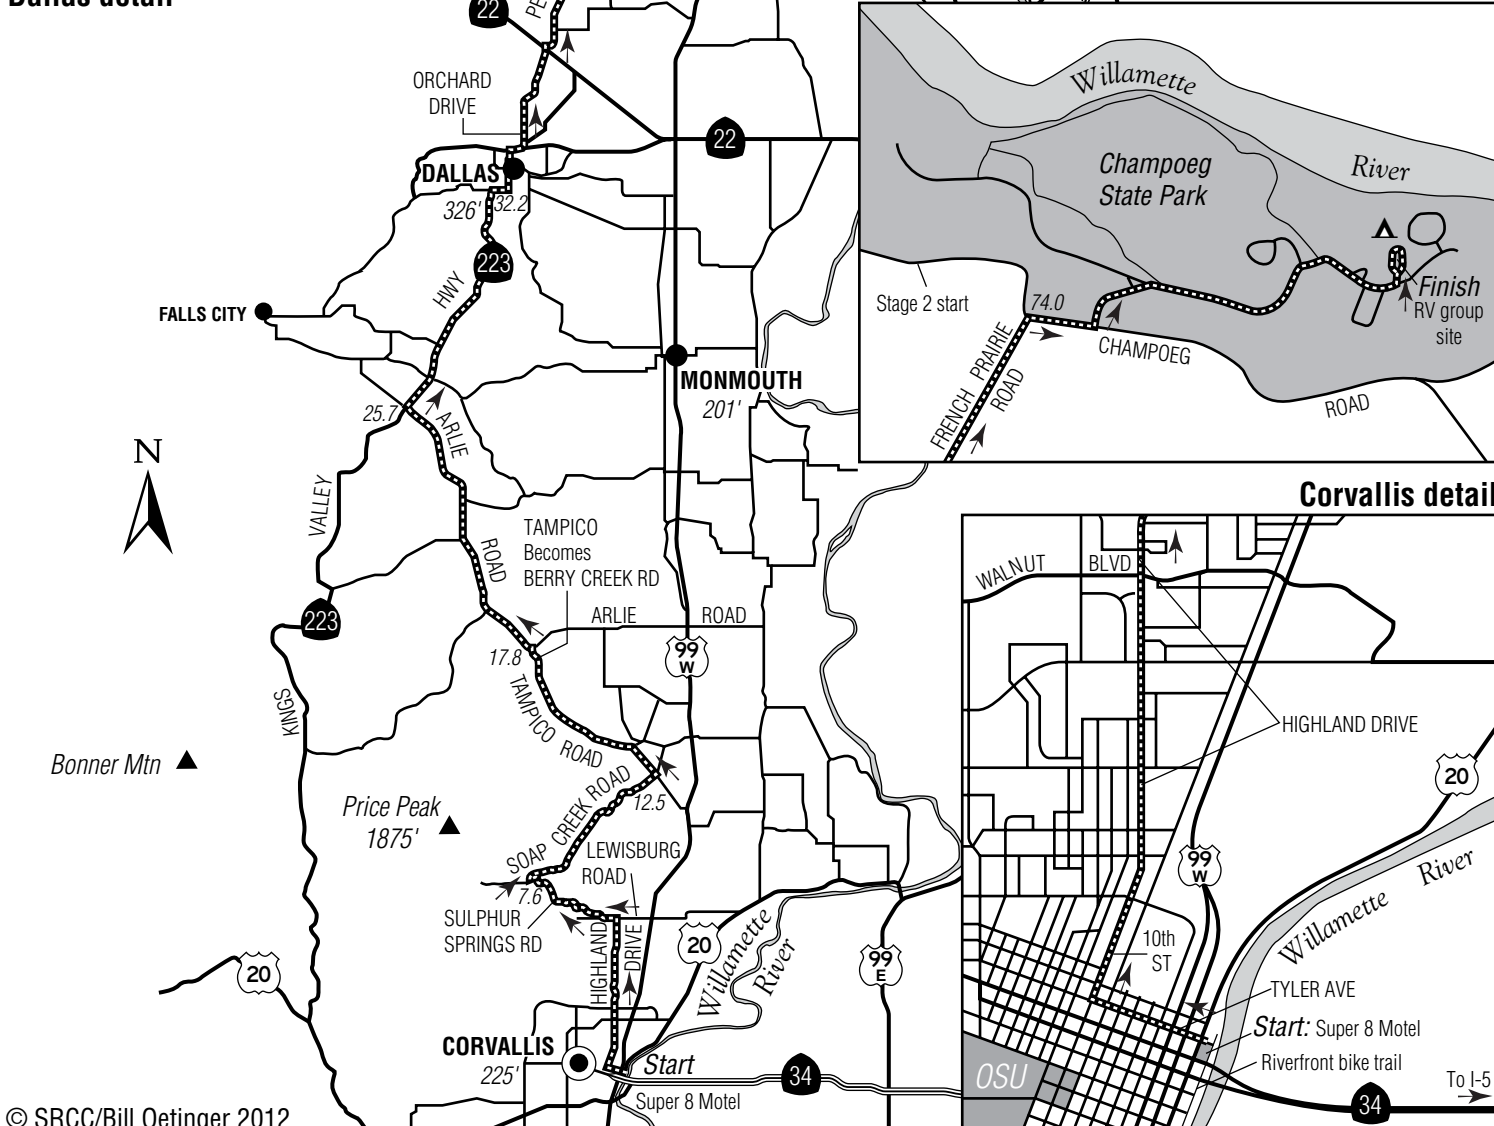 Dallas detail
22
PE
ORCHARD
DRIVE
22
DALLAS
326'
32.2
223
HWY
FALLS CITY
MONMOUTH
201'
25.7
ARLIE
N
VALLEY
ROAD
TAMPICO
Becomes
BERRY CREEK RD
ARLIE ROAD
223
99
W
17.8
TAMPICO ROAD
KINGS
Bonner Mtn
Price Peak
1875'
12.5
SOAP CREEK ROAD
LEWISBURG
ROAD
7.6
SULPHUR
SPRINGS RD
HIGHLAND
DRIVE
20
20
Willamette
River
99
E
CORVALLIS
225'
Start
Super 8 Motel
34
© SRCC/Bill Oetinger 2012
Willamette
River
Champoeg
State Park
Stage 2 start
74.0
Finish
RV group
site
CHAMPOEG
ROAD
FRENCH PRAIRIE
ROAD
Corvallis detail
WALNUT BLVD
HIGHLAND DRIVE
20
99
W
Willamette River
10th
ST
TYLER AVE
Start: Super 8 Motel
Riverfront bike trail
OSU
34
To I-5